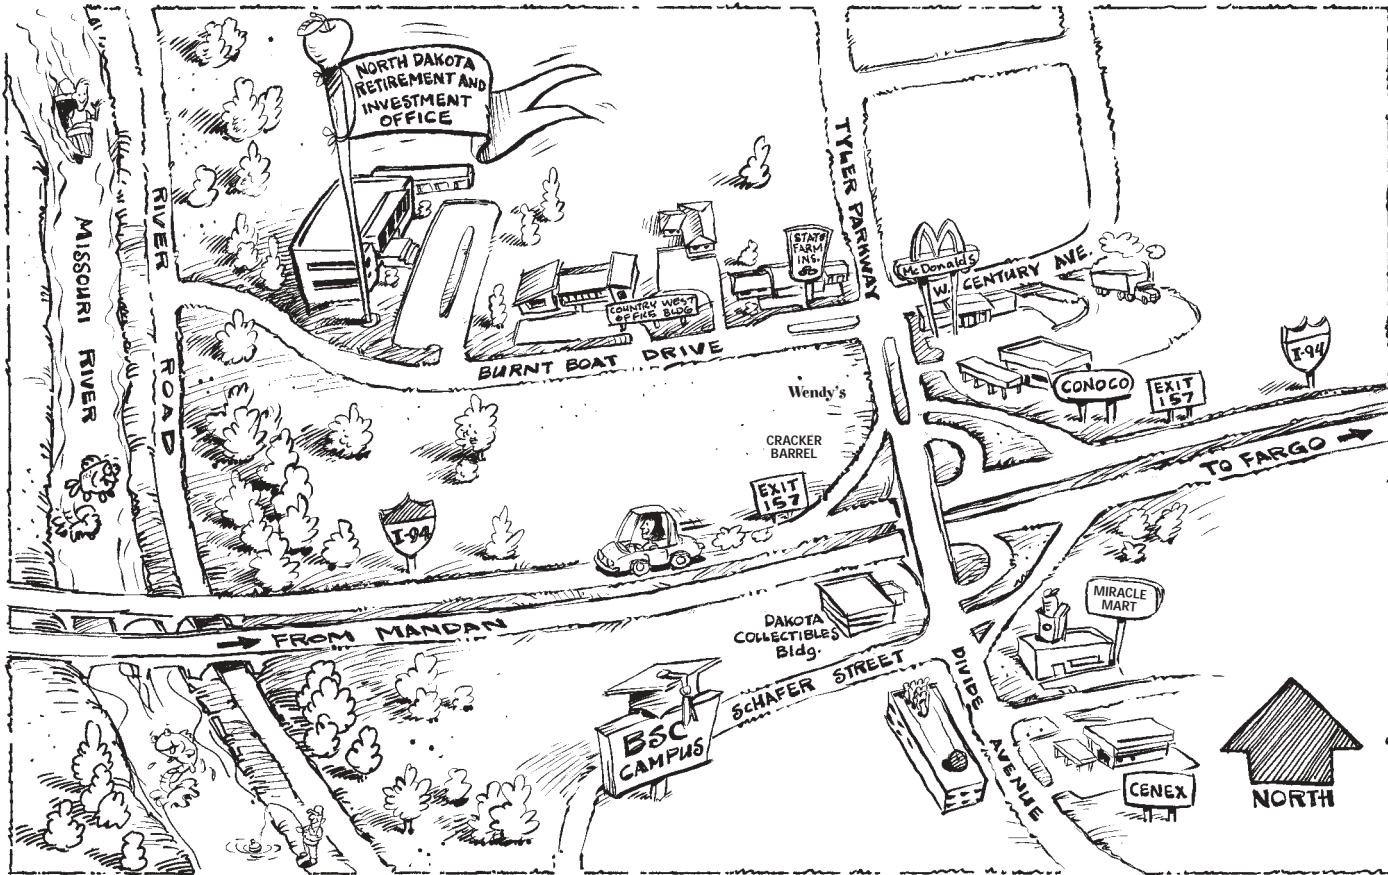 NORTH DAKOTA
RETIREMENT AND
INVESTMENT
OFFICE
TYLER PARKWAY
RIVER ROAD
MISSOURI RIVER
STATE
FARM
INS.
McDonald's
W. CENTURY AVE.
COUNTRY WEST
OFFICE BLDG
BURNT BOAT DRIVE
I-94
CONOCO
EXIT
157
Wendy's
CRACKER
BARREL
TO FARGO
EXIT
157
I-94
FROM MANDAN
DAKOTA
COLLECTIBLES
Bldg.
MIRACLE
MART
SCHAFER STREET
DIVIDE AVENUE
BSC
CAMPUS
CENEX
NORTH